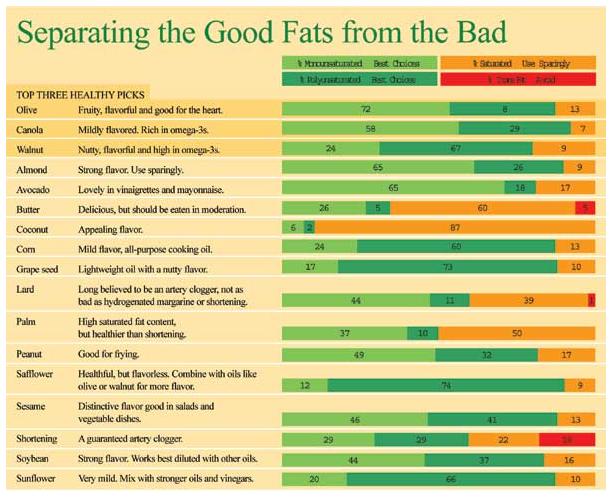 Separating the Good Fats from the Bad
% Monounsaturated Best Choices % Saturated Use Sparingly
% Polyunsaturated Best Choices % Trans Fat Avoid
TOP THREE HEALTHY PICKS
Olive Fruity, flavorful and good for the heart. 72 8 13
Canola Mildly flavored. Rich in omega-3s. 58 29 7
Walnut Nutty, flavorful and high in omega-3s. 24 67 9
Almond Strong flavor. Use sparingly. 65 26 9
Avocado Lovely in vinaigrettes and mayonnaise. 65 18 17
Butter Delicious, but should be eaten in moderation. 26 5 60 5
Coconut Appealing flavor. 6 2 87
Corn Mild flavor, all-purpose cooking oil. 24 60 13
Grape seed Lightweight oil with a nutty flavor. 17 73 10
Lard Long believed to be an artery clogger, not as
bad as hydrogenated margarine or shortening. 44 11 39 1
Palm High saturated fat content,
but healthier than shortening. 37 10 50
Peanut Good for frying. 49 32 17
Safflower Healthful, but flavorless. Combine with oils like
olive or walnut for more flavor. 12 74 9
Sesame Distinctive flavor good in salads and
vegetable dishes. 46 41 13
Shortening A guaranteed artery clogger. 29 29 22
Soybean Strong flavor. Works best diluted with other oils. 44 37 16
Sunflower Very mild. Mix with stronger oils and vinegars. 20 66 10